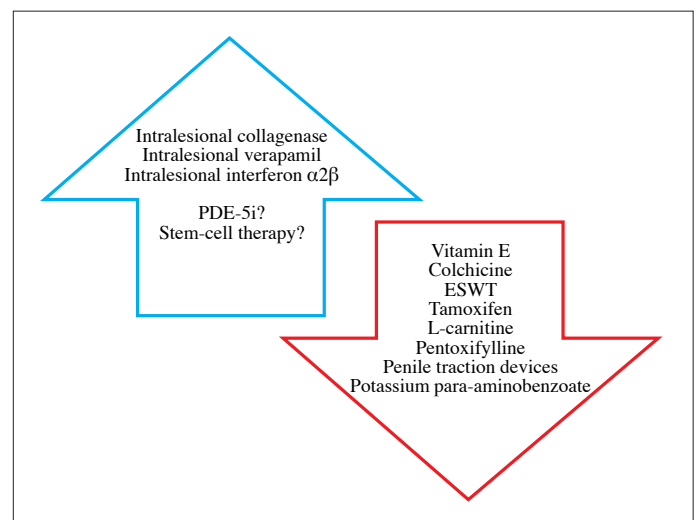 Intralesional collagenase
Intralesional verapamil
Intralesional interferon α2β
PDE-5i?
Stem-cell therapy?
Vitamin E
Colchicine
ESWT
Tamoxifen
L-carnitine
Pentoxifylline
Penile traction devices
Potassium para-aminobenzoate